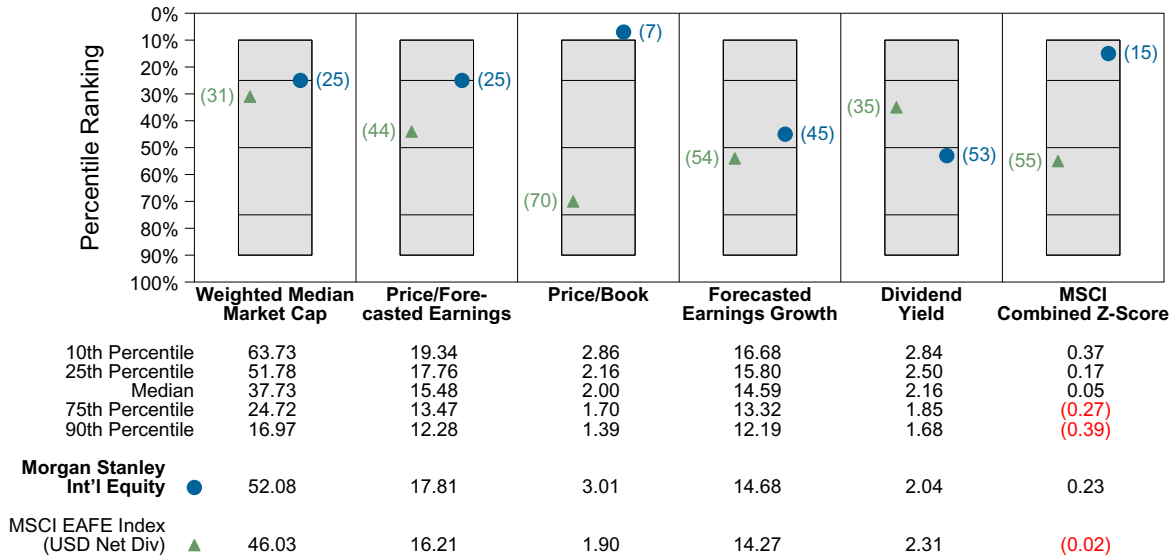 Percentile Ranking
0%
10%
20%
30%
40%
50%
60%
70%
80%
90%
100%
(31)
(25)
(44)
(25)
(70)
(7)
(54)
(45)
(35)
(53)
(55)
(15)
Weighted Median
Market Cap
Price/Fore-
casted Earnings
Price/Book
Forecasted
Earnings Growth
Dividend
Yield
MSCI
Combined Z-Score
10th Percentile 63.73 19.34 2.86 16.68 2.84 0.37
25th Percentile 51.78 17.76 2.16 15.80 2.50 0.17
Median 37.73 15.48 2.00 14.59 2.16 0.05
75th Percentile 24.72 13.47 1.70 13.32 1.85 (0.27)
90th Percentile 16.97 12.28 1.39 12.19 1.68 (0.39)
Morgan Stanley
Int'l Equity 52.08 17.81 3.01 14.68 2.04 0.23
MSCI EAFE Index
(USD Net Div) 46.03 16.21 1.90 14.27 2.31 (0.02)